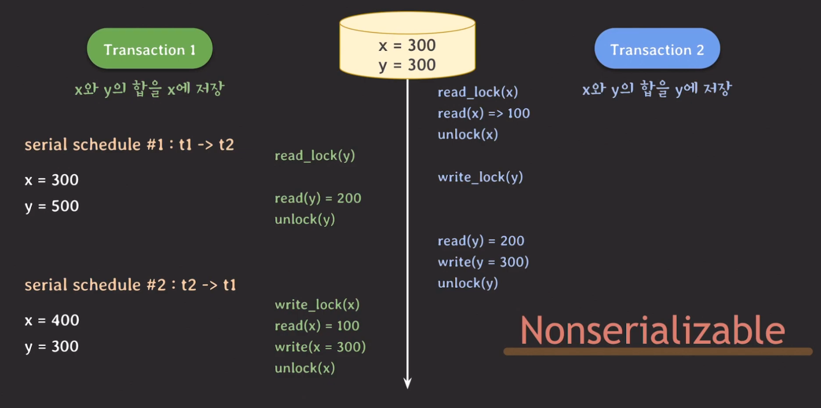 Transaction 1
x와 y의 합을 x에 저장
x = 300
y = 300
Transaction 2
x와 y의 합을 y에 저장
read_lock(x)
read(x) => 100
unlock(x)
serial schedule #1 : t1 -> t2
x = 300
y = 500
read_lock(y)
write_lock(y)
read(y) = 200
unlock(y)
read(y) = 200
write(y = 300)
unlock(y)
serial schedule #2 : t2 -> t1
x = 400
y = 300
write_lock(x)
read(x) = 100
write(x = 300)
unlock(x)
Nonserializable